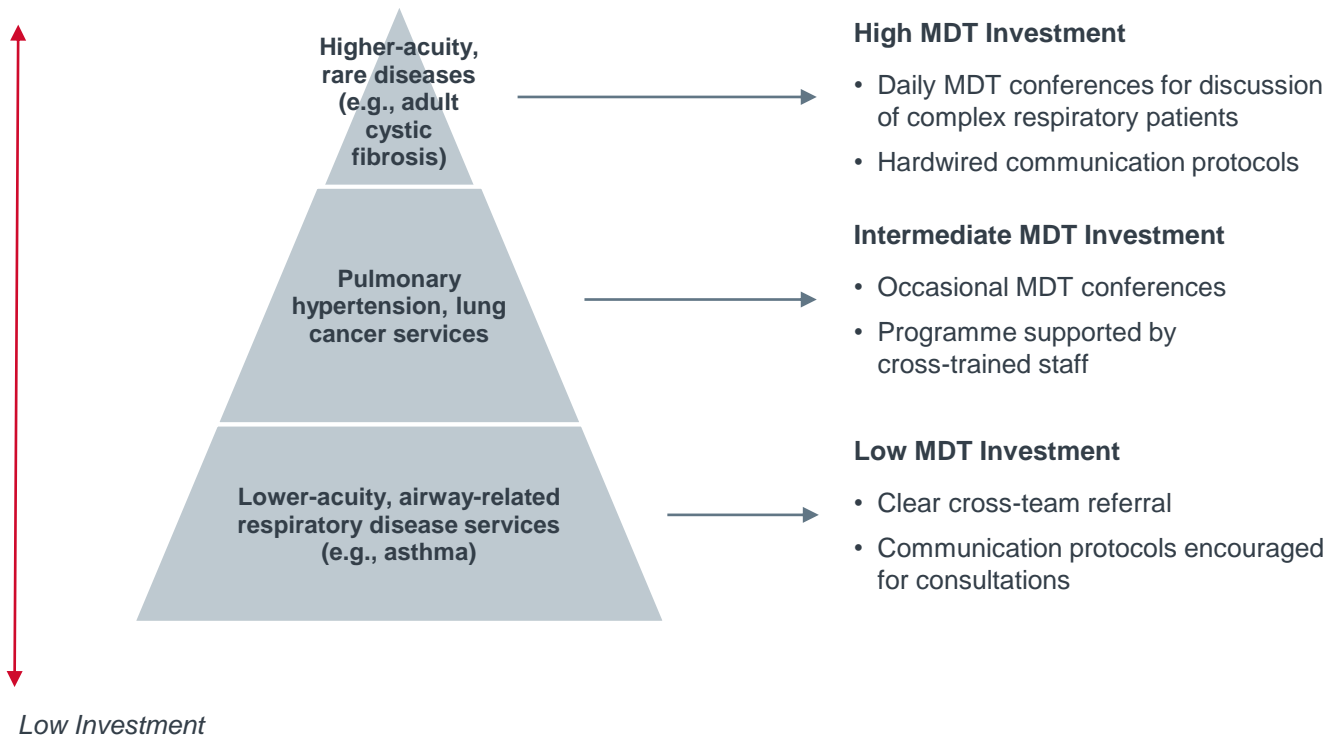 Higher-acuity,
rare diseases
(e.g., adult
cystic
fibrosis)
High MDT Investment
• Daily MDT conferences for discussion
of complex respiratory patients
• Hardwired communication protocols
Pulmonary
hypertension, lung
cancer services
Intermediate MDT Investment
• Occasional MDT conferences
• Programme supported by
cross-trained staff
Lower-acuity, airway-related
respiratory disease services
(e.g., asthma)
Low MDT Investment
• Clear cross-team referral
• Communication protocols encouraged
for consultations
Low Investment